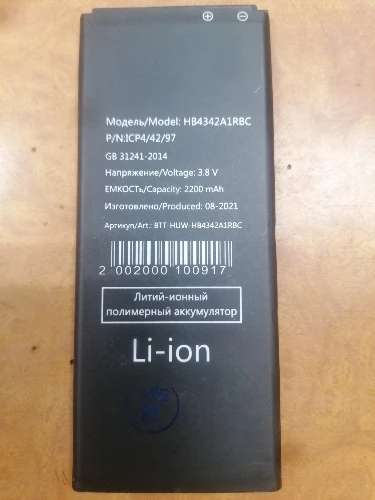 ⊕ ⊖
Модель/Model: HB4342A1RBC
P/N:ICP4/42/97
GB 31241-2014
Напряжение/Voltage: 3.8 V
ЕМКОСТЬ/Capacity: 2200 mAh
Изготовлено/Produced: 08-2021
Артикул/Art.: BTT-HUW-HB4342A1RBC
2 002000 100917
Литий-ионный
полимерный аккумулятор
Li-ion